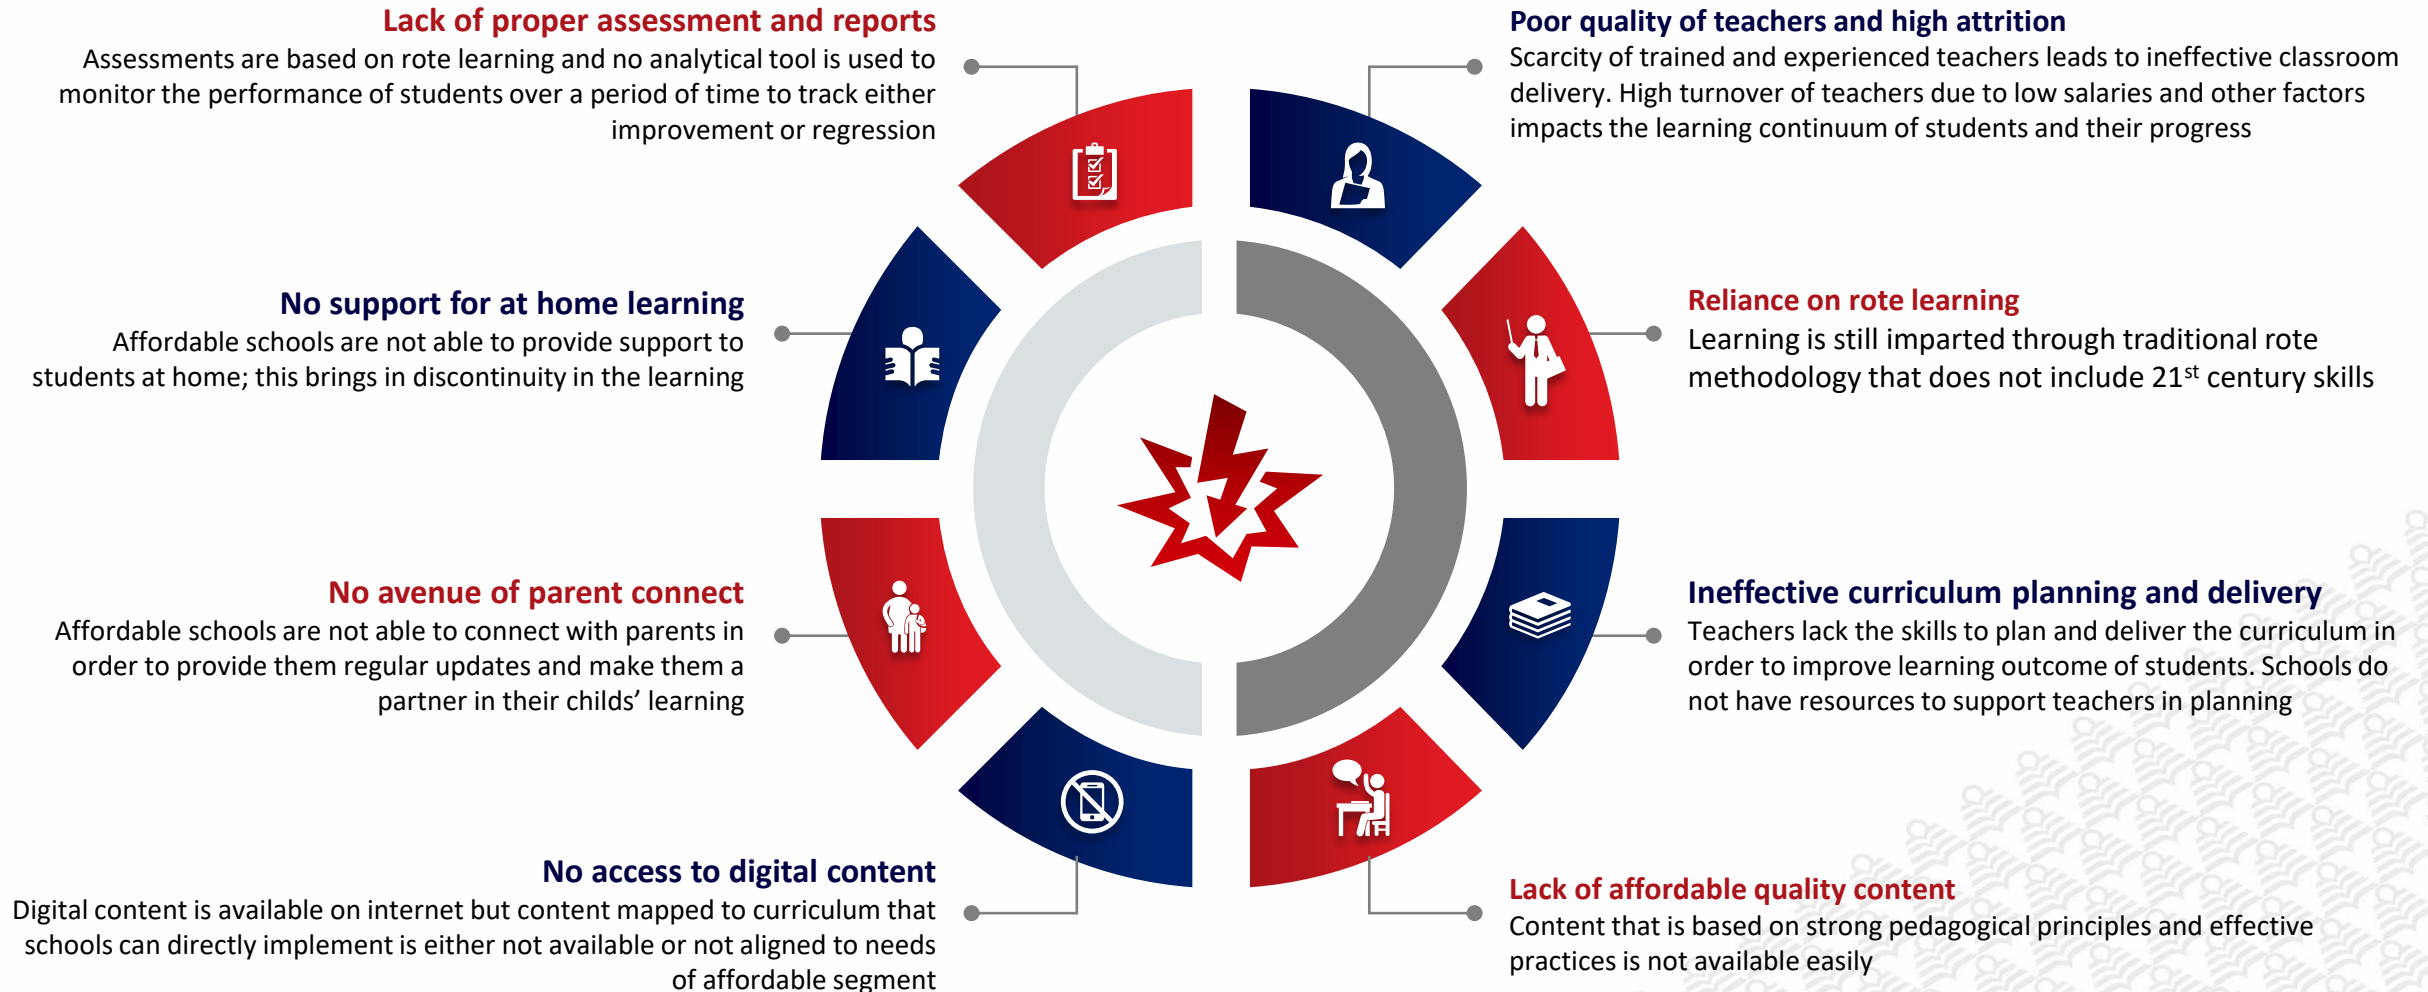 Lack of proper assessment and reports
Assessments are based on rote learning and no analytical tool is used to
monitor the performance of students over a period of time to track either
improvement or regression
Poor quality of teachers and high attrition
Scarcity of trained and experienced teachers leads to ineffective classroom
delivery. High turnover of teachers due to low salaries and other factors
impacts the learning continuum of students and their progress
No support for at home learning
Affordable schools are not able to provide support to
students at home; this brings in discontinuity in the learning
Reliance on rote learning
Learning is still imparted through traditional rote
methodology that does not include 21st century skills
No avenue of parent connect
Affordable schools are not able to connect with parents in
order to provide them regular updates and make them a
partner in their childs’ learning
Ineffective curriculum planning and delivery
Teachers lack the skills to plan and deliver the curriculum in
order to improve learning outcome of students. Schools do
not have resources to support teachers in planning
No access to digital content
Digital content is available on internet but content mapped to curriculum that
schools can directly implement is either not available or not aligned to needs
of affordable segment
Lack of affordable quality content
Content that is based on strong pedagogical principles and effective
practices is not available easily